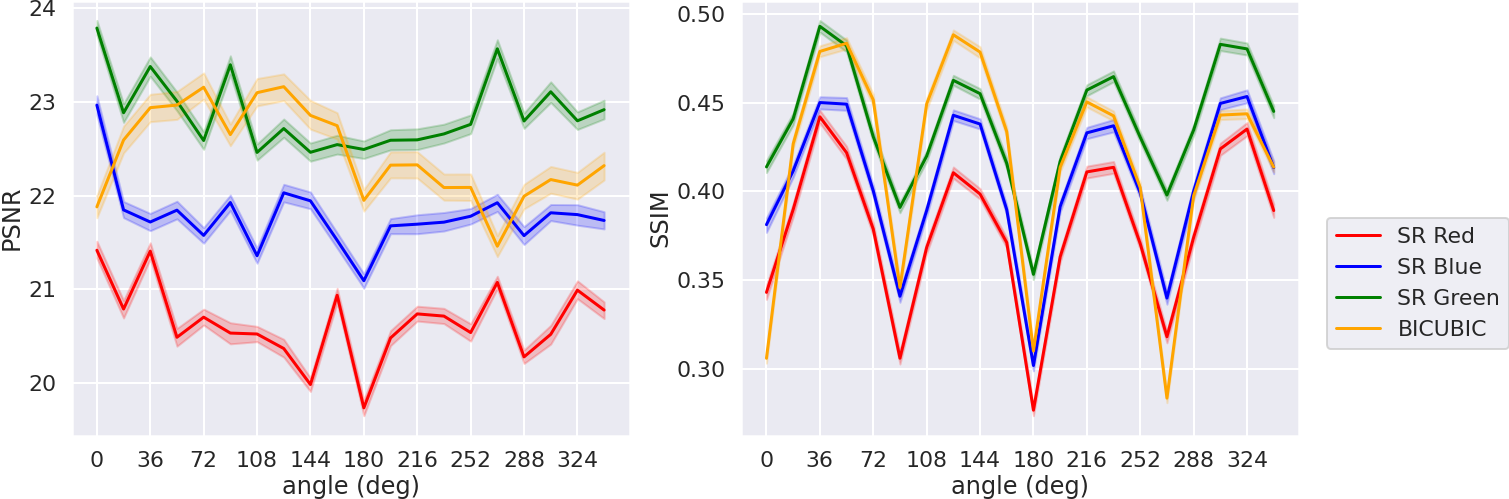 24
23
22
21
20
PSNR
0 36 72 108 144 180 216 252 288 324
angle (deg)
0.50
0.45
0.40
0.35
0.30
SSIM
0 36 72 108 144 180 216 252 288 324
angle (deg)
SR Red
SR Blue
SR Green
BICUBIC